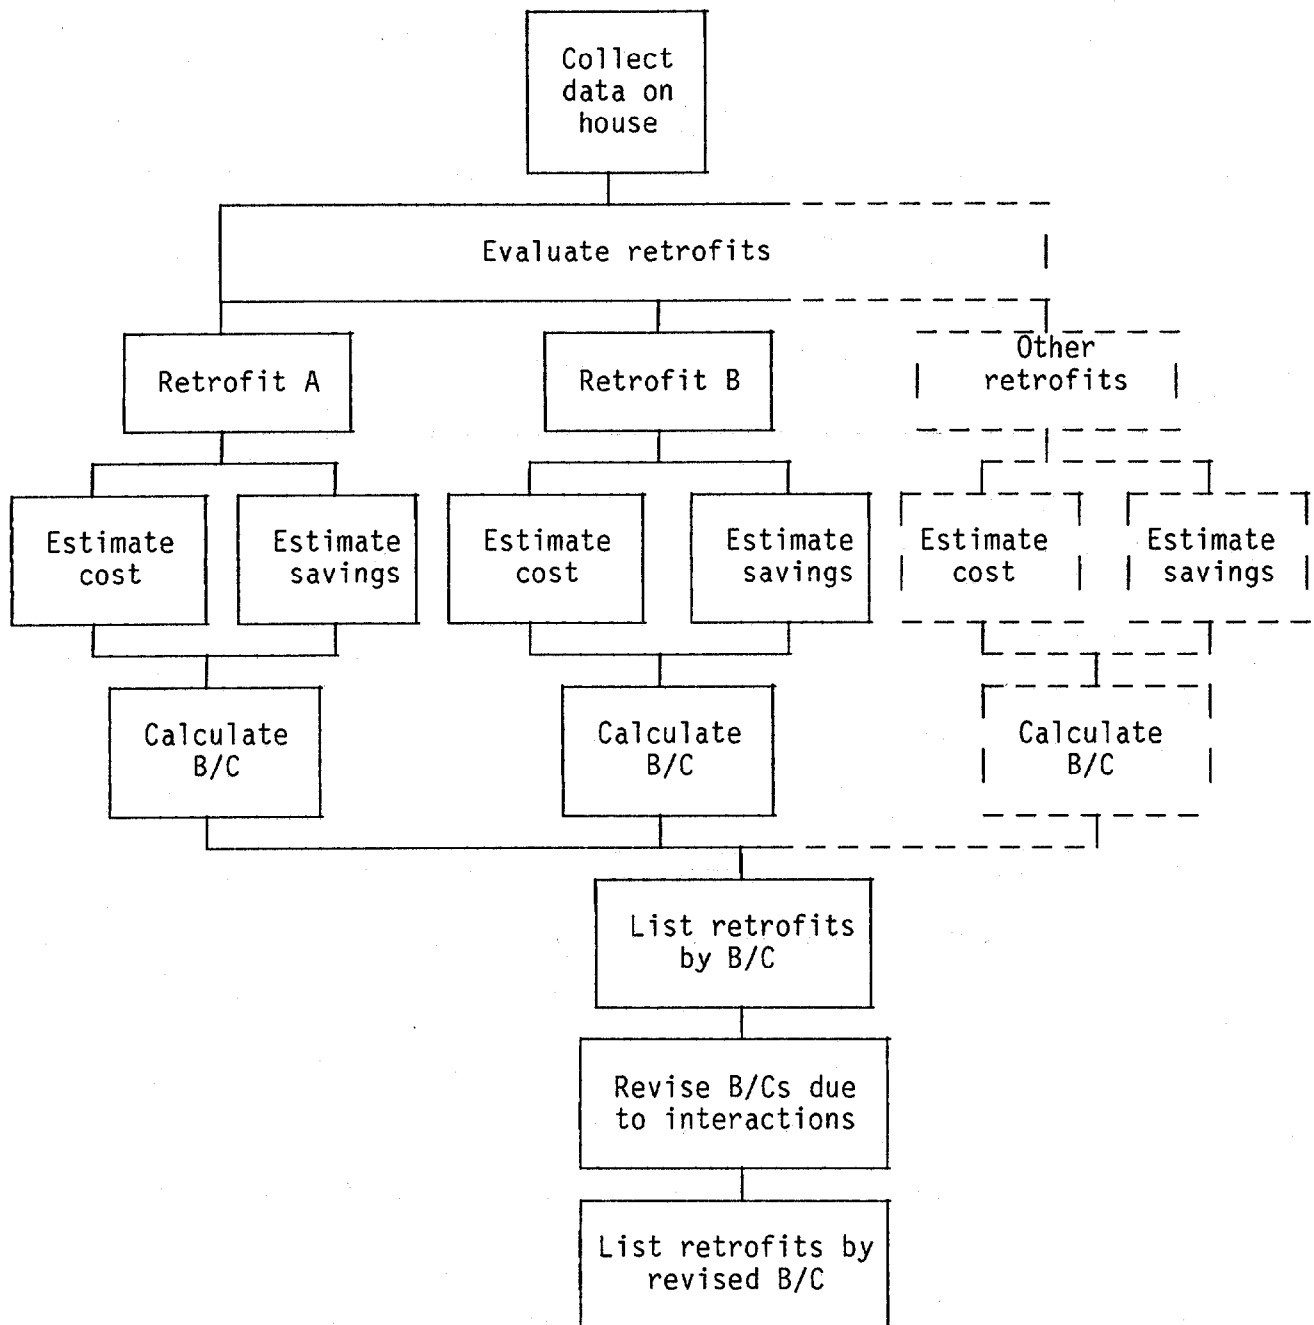 Collect
data on
house
Evaluate retrofits
Retrofit A
Retrofit B
Other
retrofits
Estimate
cost
Estimate
savings
Estimate
cost
Estimate
savings
Estimate
cost
Estimate
savings
Calculate
B/C
Calculate
B/C
Calculate
B/C
List retrofits
by B/C
Revise B/Cs due
to interactions
List retrofits by
revised B/C